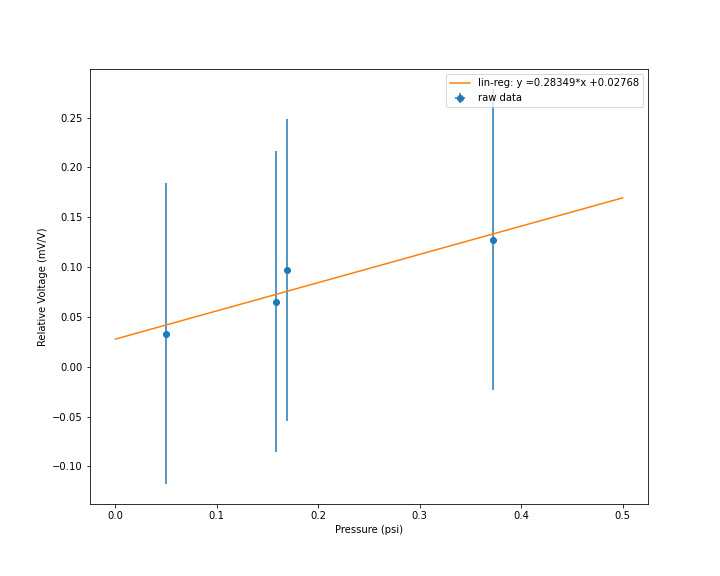 lin-reg: y =0.28349*x +0.02768
raw data
0.25
0.20
0.15
0.10
0.05
0.00
−0.05
−0.10
Relative Voltage (mV/V)
0.0 0.1 0.2 0.3 0.4 0.5
Pressure (psi)